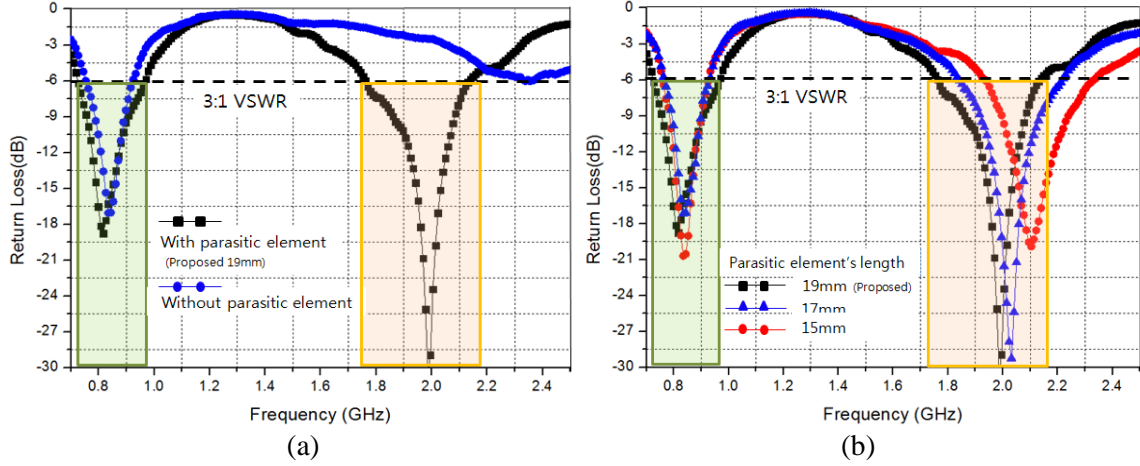 0
-3
-6
-9
-12
-15
-18
-21
-24
-27
-30
Return Loss(dB)
3:1 VSWR
With parasitic element
(Proposed 19mm)
Without parasitic element
0.8 1.0 1.2 1.4 1.6 1.8 2.0 2.2 2.4
Frequency (GHz)
(a)
0
-3
-6
-9
-12
-15
-18
-21
-24
-27
-30
Return Loss(dB)
3:1 VSWR
Parasitic element's length
19mm (Proposed)
17mm
15mm
0.8 1.0 1.2 1.4 1.6 1.8 2.0 2.2 2.4
Frequency (GHz)
(b)